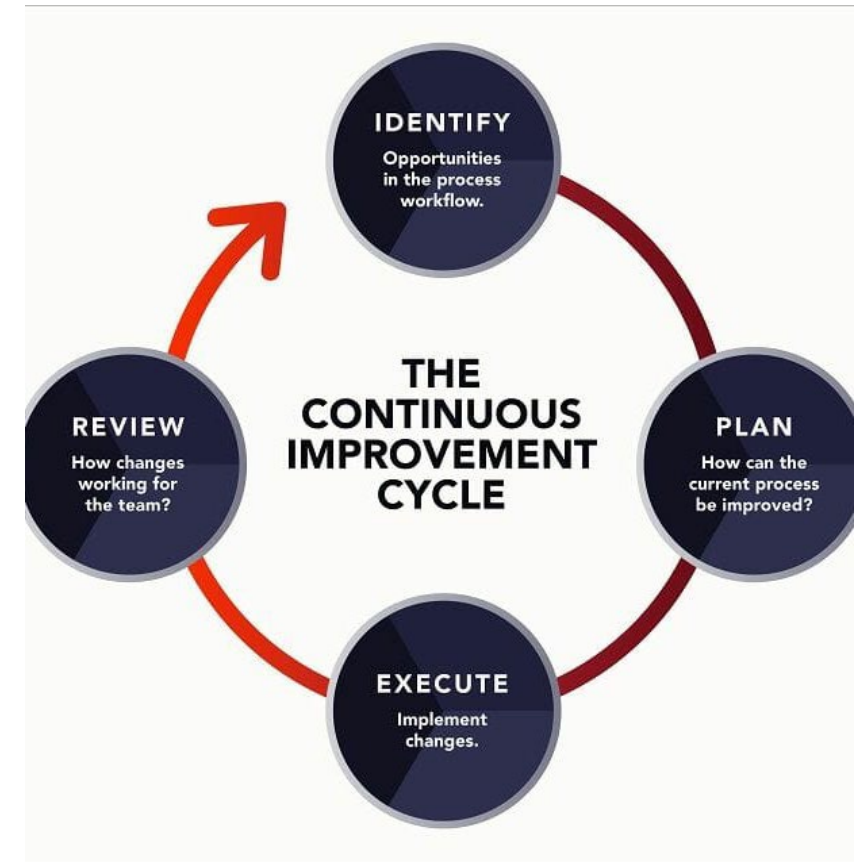 IDENTIFY
Opportunities
in the process
workflow.
THE
CONTINUOUS
IMPROVEMENT
CYCLE
REVIEW
How changes
working for
the team?
PLAN
How can the
current process
be improved?
EXECUTE
Implement
changes.